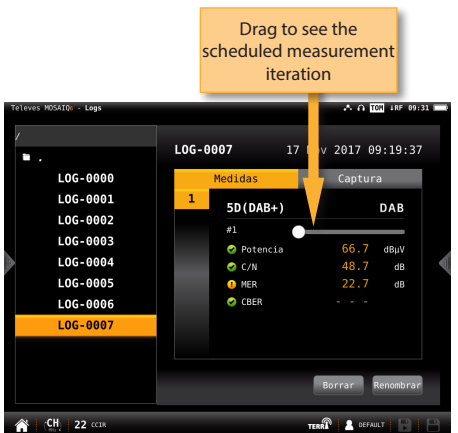 Drag to see the
scheduled measurement
iteration
Televes MOSAIQ6 - Logs TOM iRF 09:31
/
.
LOG-0007 17 Nov 2017 09:19:37
LOG-0000
LOG-0001
LOG-0002
LOG-0003
LOG-0004
LOG-0005
LOG-0006
LOG-0007
Medidas Captura
1
5D(DAB+) DAB
#1
Potencia 66.7 dBµV
C/N 48.7 dB
MER 22.7 dB
CBER - - -
Borrar Renombrar
CH 22 CCIR TERR DEFAULT